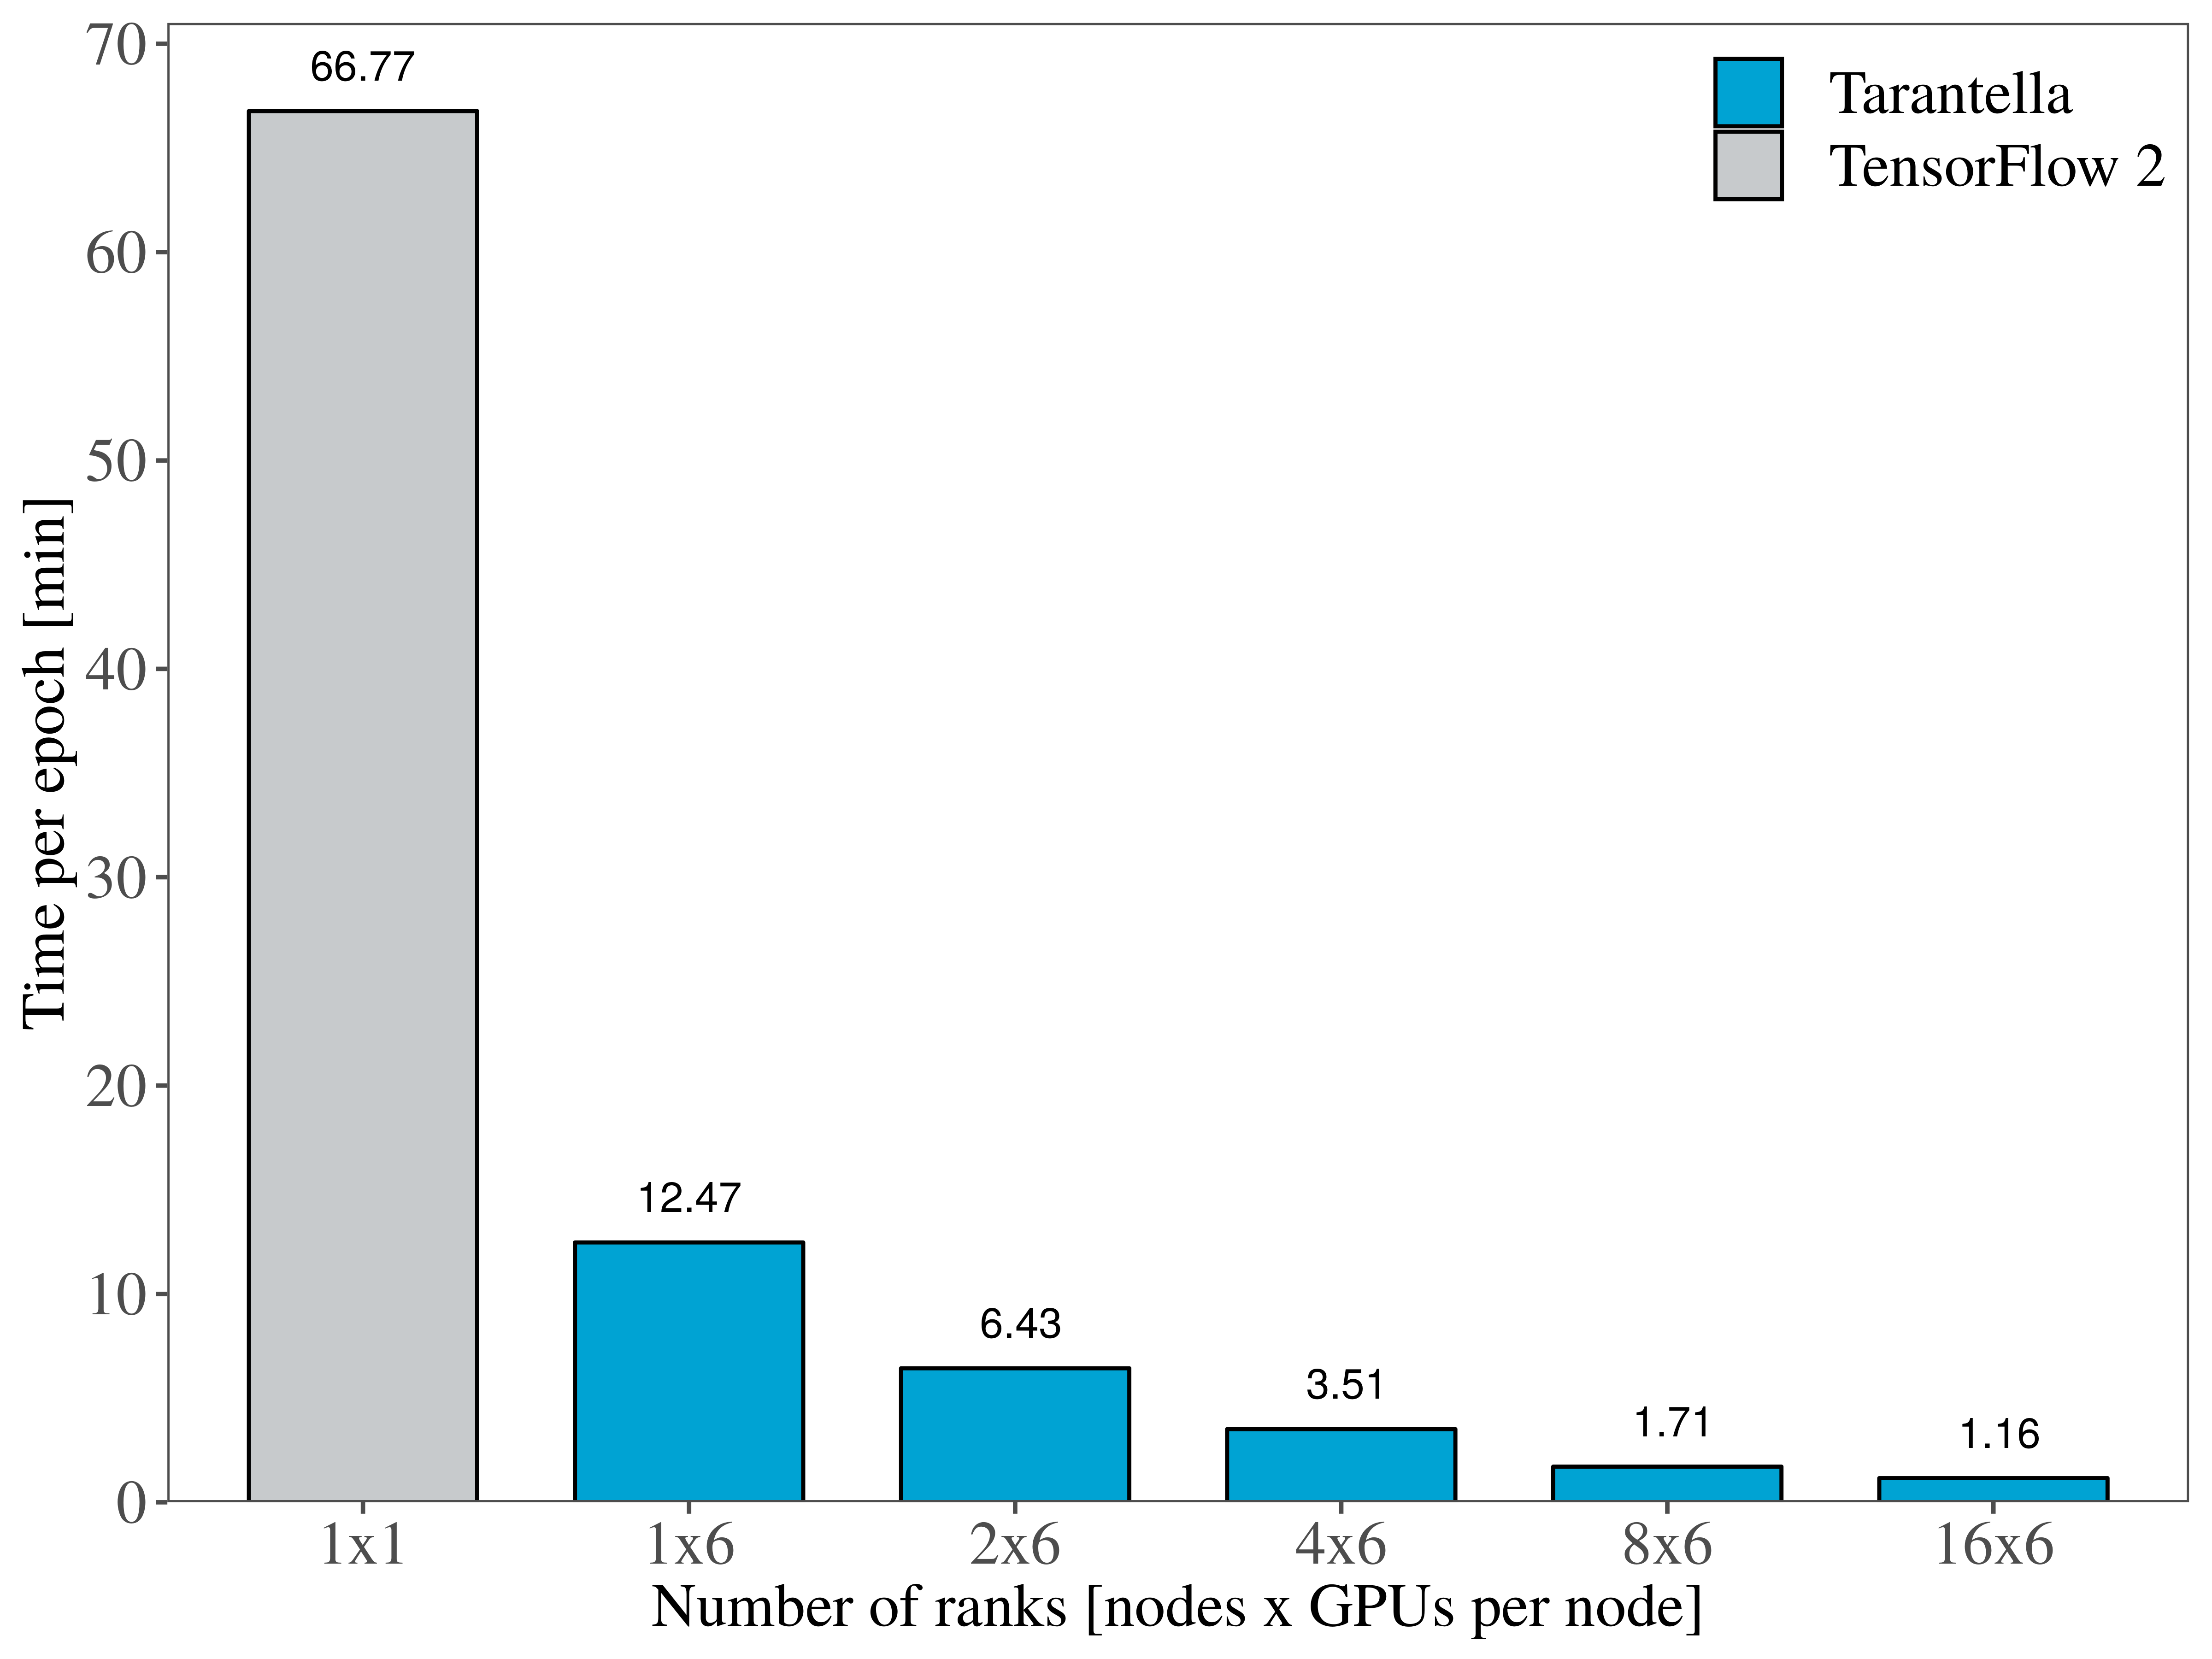 70
60
50
40
30
20
10
0
Time per epoch [min]
66.77
12.47
6.43
3.51
1.71
1.16
Tarantella
TensorFlow 2
1x1
1x6
2x6
4x6
8x6
16x6
Number of ranks [nodes x GPUs per node]